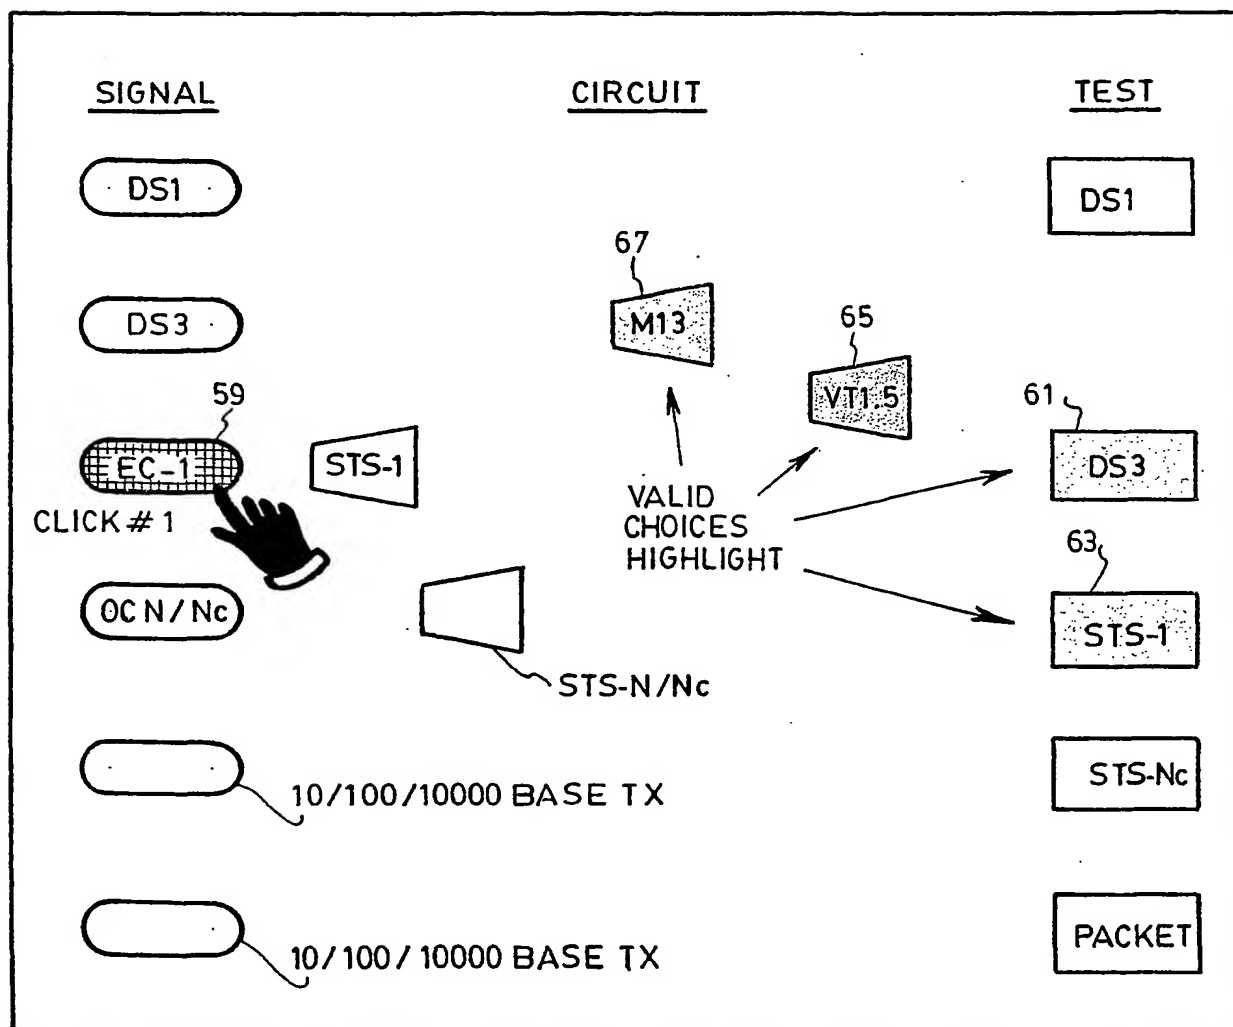 SIGNAL
CIRCUIT
TEST
DS1
DS1
67
DS3
M13
65
59
VT1.5
61
EC-1
STS-1
DS3
CLICK # 1
VALID
CHOICES
HIGHLIGHT
63
OC N/Nc
STS-1
STS-N/Nc
10/100/10000 BASE TX
STS-Nc
10/100/10000 BASE TX
PACKET